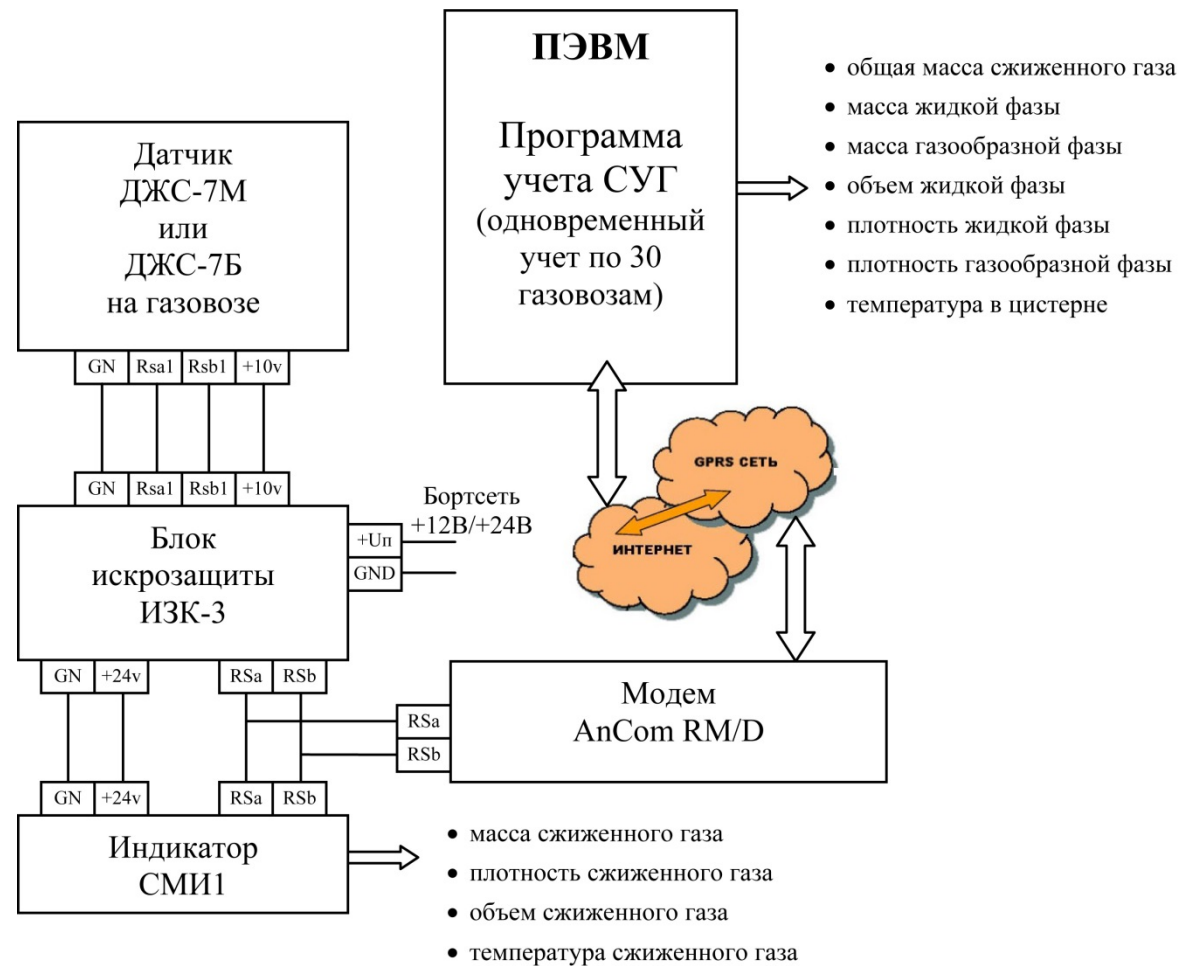 ПЭВМ
Программа
учета СУГ
(одновременный
учет по 30
газовозам)
• общая масса сжиженного газа
• масса жидкой фазы
• масса газообразной фазы
• объем жидкой фазы
• плотность жидкой фазы
• плотность газообразной фазы
• температура в цистерне
Датчик
ДЖС-7М
или
ДЖС-7Б
на газовозе
GN Rsa1 Rsb1 +10v
GN Rsa1 Rsb1 +10v
Блок
искрозащиты
ИЗК-3
+Uп
GND
Бортсеть
+12В/+24В
GPRS СЕТЬ
ИНТЕРНЕТ
GN +24v RSa RSb
RSa
RSb
Модем
AnCom RM/D
GN +24v RSa RSb
Индикатор
СМИ1
• масса сжиженного газа
• плотность сжиженного газа
• объем сжиженного газа
• температура сжиженного газа